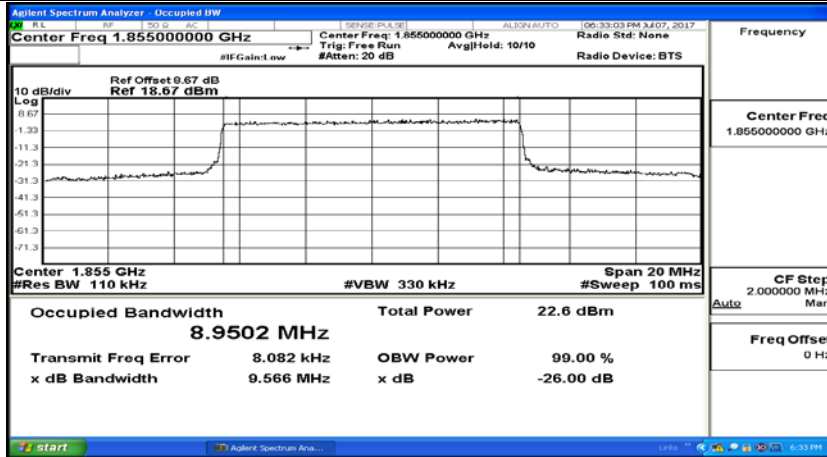 Agilent Spectrum Analyzer - Occupied BW
RL RF 50 Ω AC SENSE:PULSE ALIGNAUTO 06:33:03 PM Jul 07, 2017
Center Freq 1.855000000 GHz Center Freq: 1.855000000 GHz Radio Std: None Frequency
Trig: Free Run Avg|Hold: 10/10
#IFGain:Low #Atten: 20 dB Radio Device: BTS
Ref Offset 8.67 dB
10 dB/div Ref 18.67 dBm
Log
8.67
-1.33
-11.3
-21.3
-31.3
-41.3
-51.3
-61.3
-71.3
Center Freq
1.855000000 GHz
Center 1.855 GHz Span 20 MHz
#Res BW 110 kHz #VBW 330 kHz #Sweep 100 ms
CF Step
2.000000 MHz
Auto Man
Occupied Bandwidth Total Power 22.6 dBm
8.9502 MHz
Freq Offset
0 Hz
Transmit Freq Error 8.082 kHz OBW Power 99.00 %
x dB Bandwidth 9.566 MHz x dB -26.00 dB
start Agilent Spectrum Ana... Links » 6:33 PM